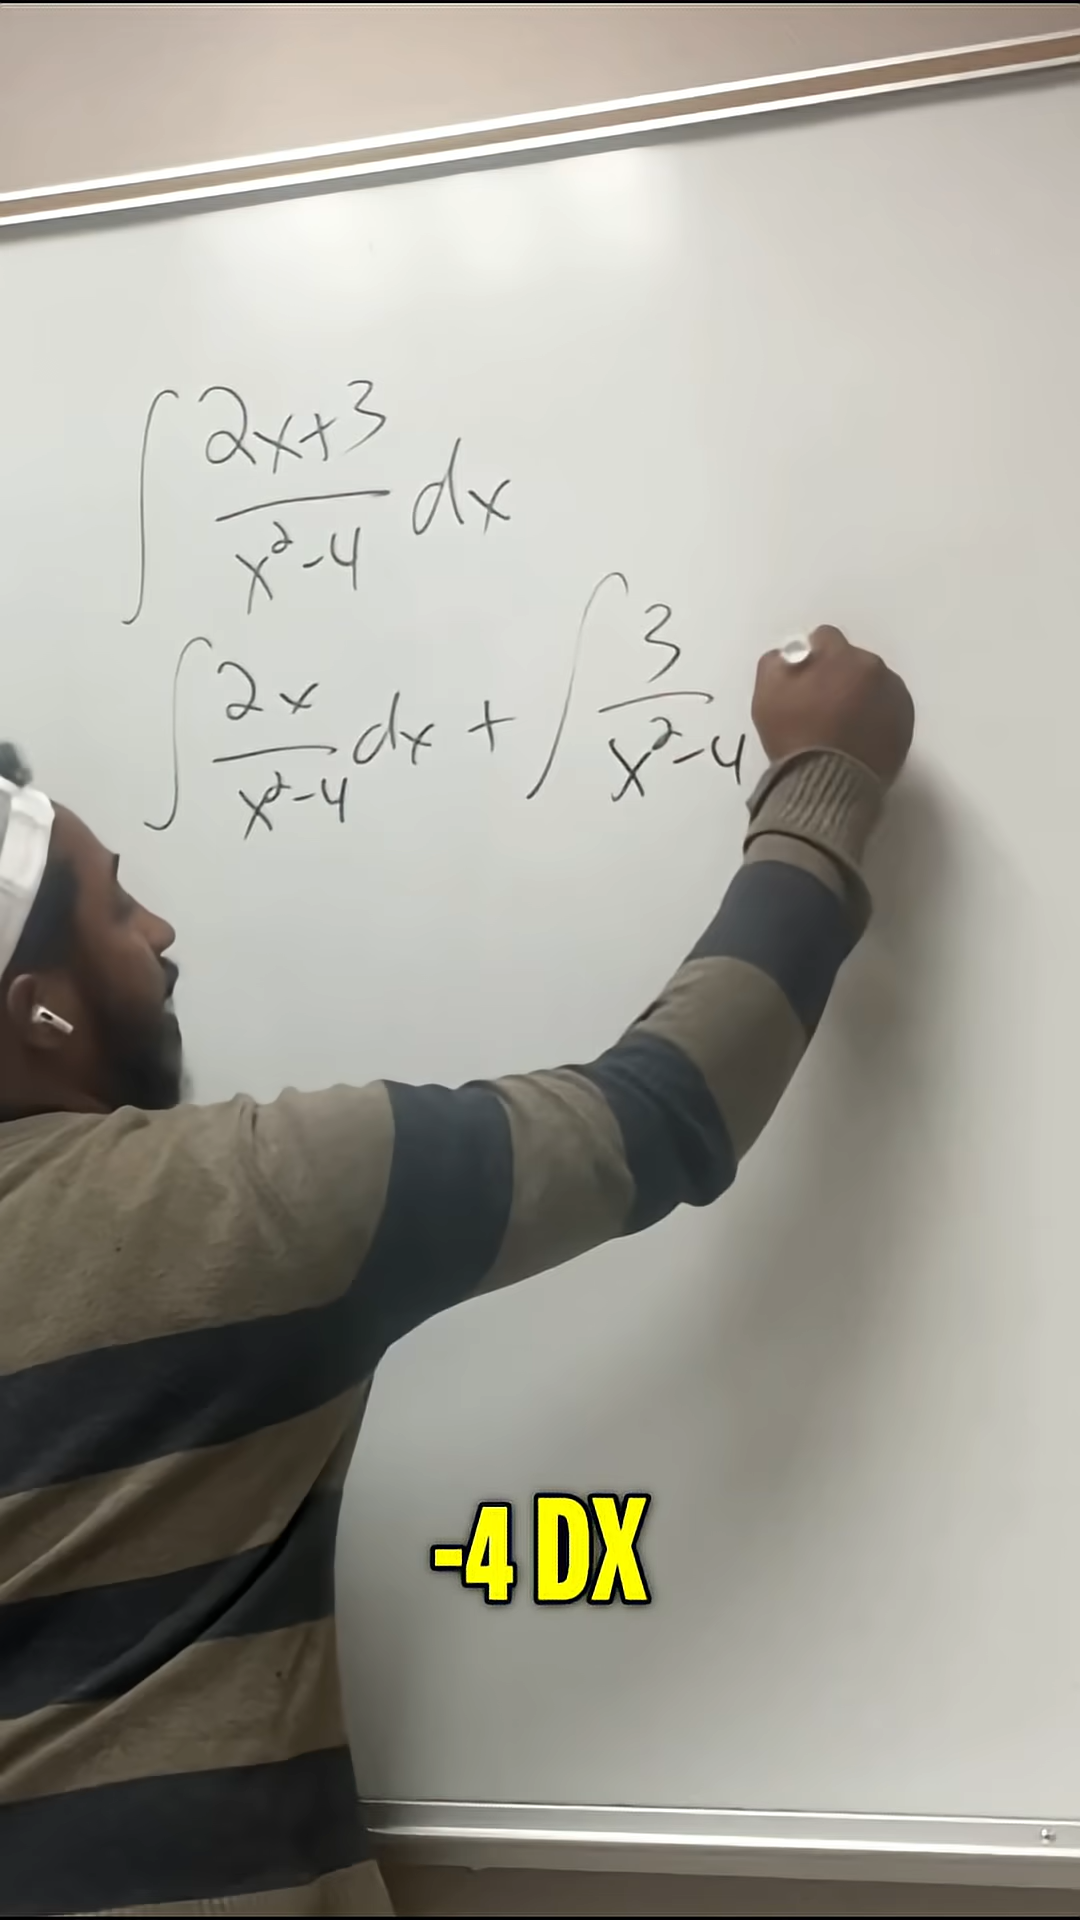 ∫ 2x+3 / x²-4 dx
∫ 2x / x²-4 dx + ∫ 3 / x²-4
-4 DX